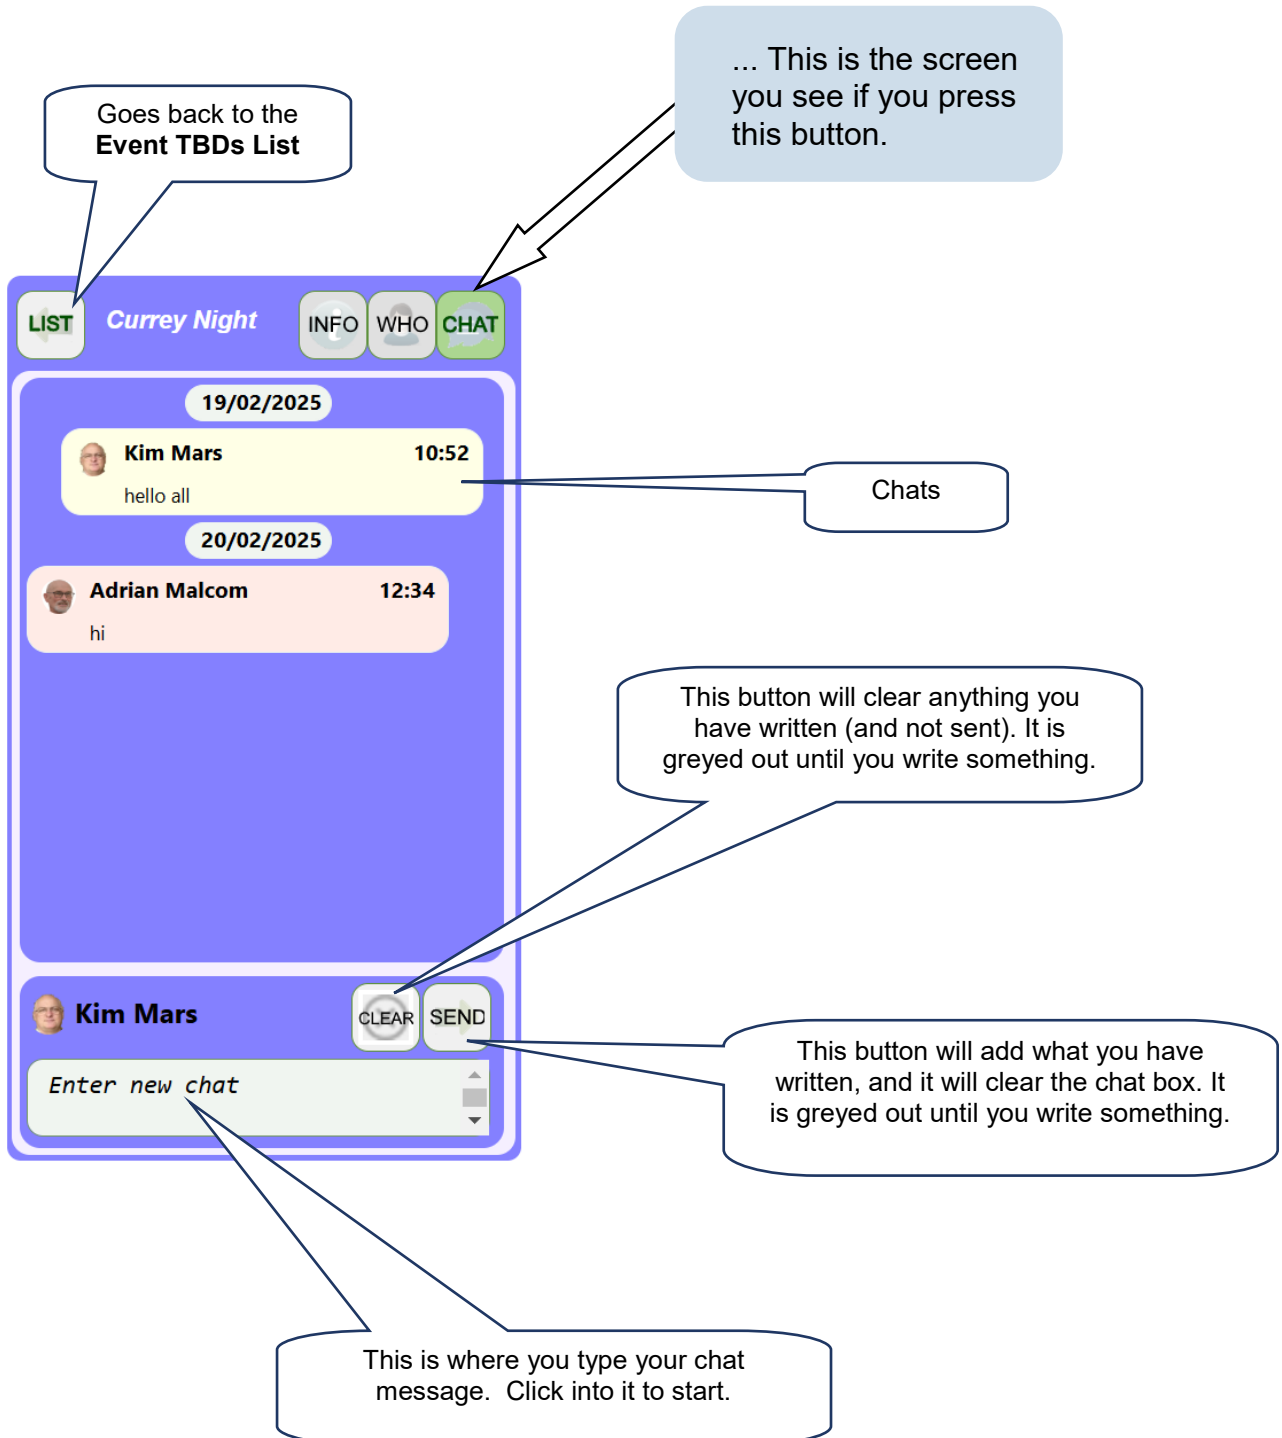 ... This is the screen
you see if you press
this button.
Goes back to the
Event TBDs List
LIST
Currey Night
INFO
WHO
CHAT
19/02/2025
Kim Mars
10:52
hello all
Chats
20/02/2025
Adrian Malcom
12:34
hi
This button will clear anything you
have written (and not sent). It is
greyed out until you write something.
Kim Mars
CLEAR
SEND
Enter new chat
This button will add what you have
written, and it will clear the chat box. It
is greyed out until you write something.
This is where you type your chat
message.  Click into it to start.